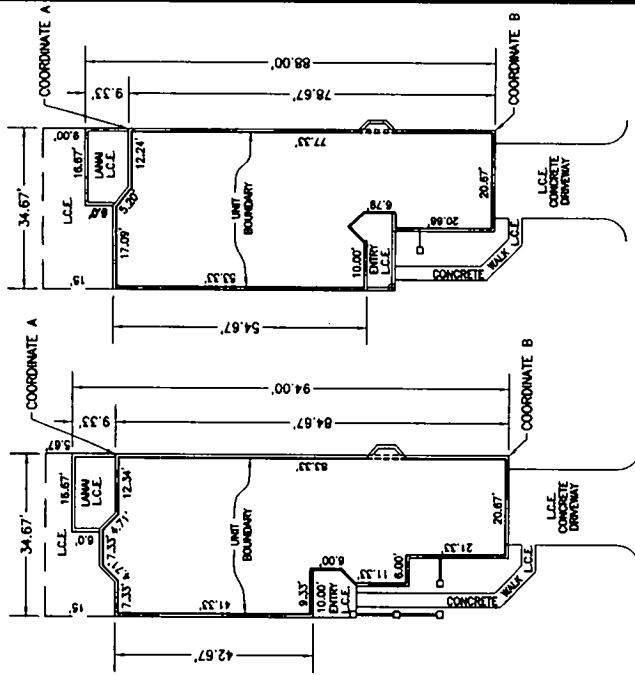 COORDINATE A
34.67'
9.33'
88.00'
78.67'
L.C.E.
15'
9.00'
16.67'
LANAI
L.C.E.
6.0'
5.20'
12.24'
17.09'
77.33'
UNIT
BOUNDARY
53.33'
54.67'
10.00'
ENTRY
L.C.E.
6.79
20.66'
20.67'
CONCRETE
WALK
L.C.E.
L.C.E.
CONCRETE
DRIVEWAY
COORDINATE B
COORDINATE A
34.67'
9.33'
94.00'
84.67'
5.67'
L.C.E.
15'
16.67'
LANAI
L.C.E.
6.0'
12.34'
4.71'
7.33'
4.71'
7.33'
83.33'
UNIT
BOUNDARY
41.33'
42.67'
9.33'
10.00'
ENTRY
L.C.E.
6.00'
11.33'
6.00'
21.33'
20.67'
CONCRETE
WALK
L.C.E.
L.C.E.
CONCRETE
DRIVEWAY
COORDINATE B